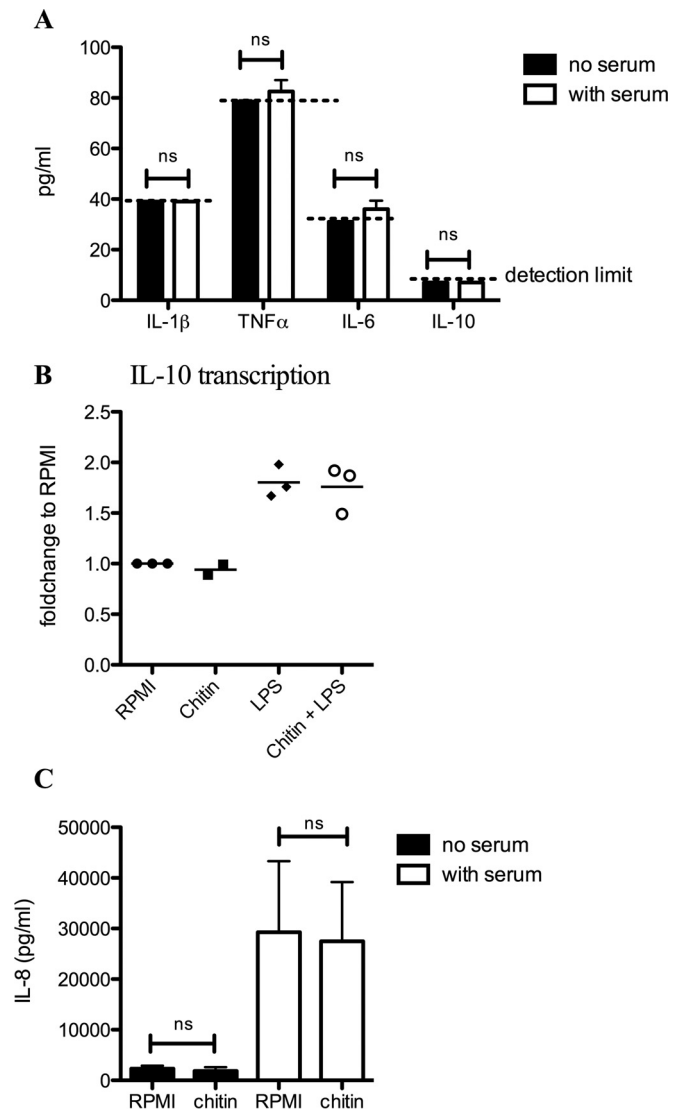 A
ns
100
no serum
with serum
80
60
pg/ml
ns
ns
40
20
ns
detection limit
0
IL-1β TNFα IL-6 IL-10
B IL-10 transcription
2.5
2.0
1.5
foldchange to RPMI
1.0
0.5
0.0
RPMI Chitin LPS Chitin + LPS
C
50000
ns
no serum
with serum
40000
30000
IL-8 (pg/ml)
20000
10000
ns
0
RPMI chitin RPMI chitin